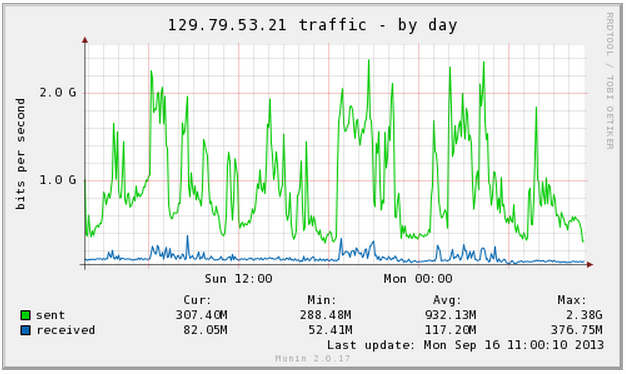 129.79.53.21 traffic - by day
RRDTOOL / TOBI OETIKER
bits per second
2.0 G
1.0 G
Sun 12:00 Mon 00:00
Cur: Min: Avg: Max:
sent 307.40M 288.48M 932.13M 2.38G
received 82.05M 52.41M 117.20M 376.75M
Last update: Mon Sep 16 11:00:10 2013
Munin 2.0.17